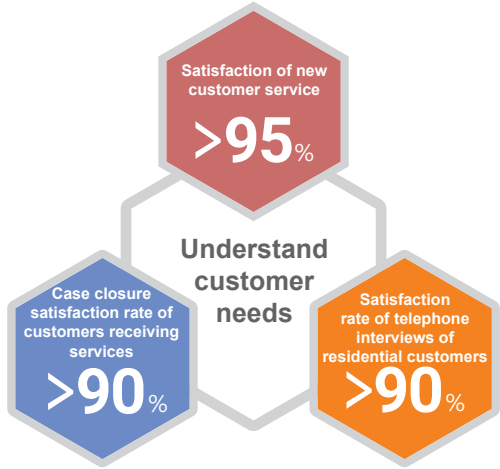 Satisfaction of new
customer service
>95%
Understand
customer
needs
Case closure
satisfaction rate of
customers receiving
services
>90%
Satisfaction
rate of telephone
interviews of
residential customers
>90%